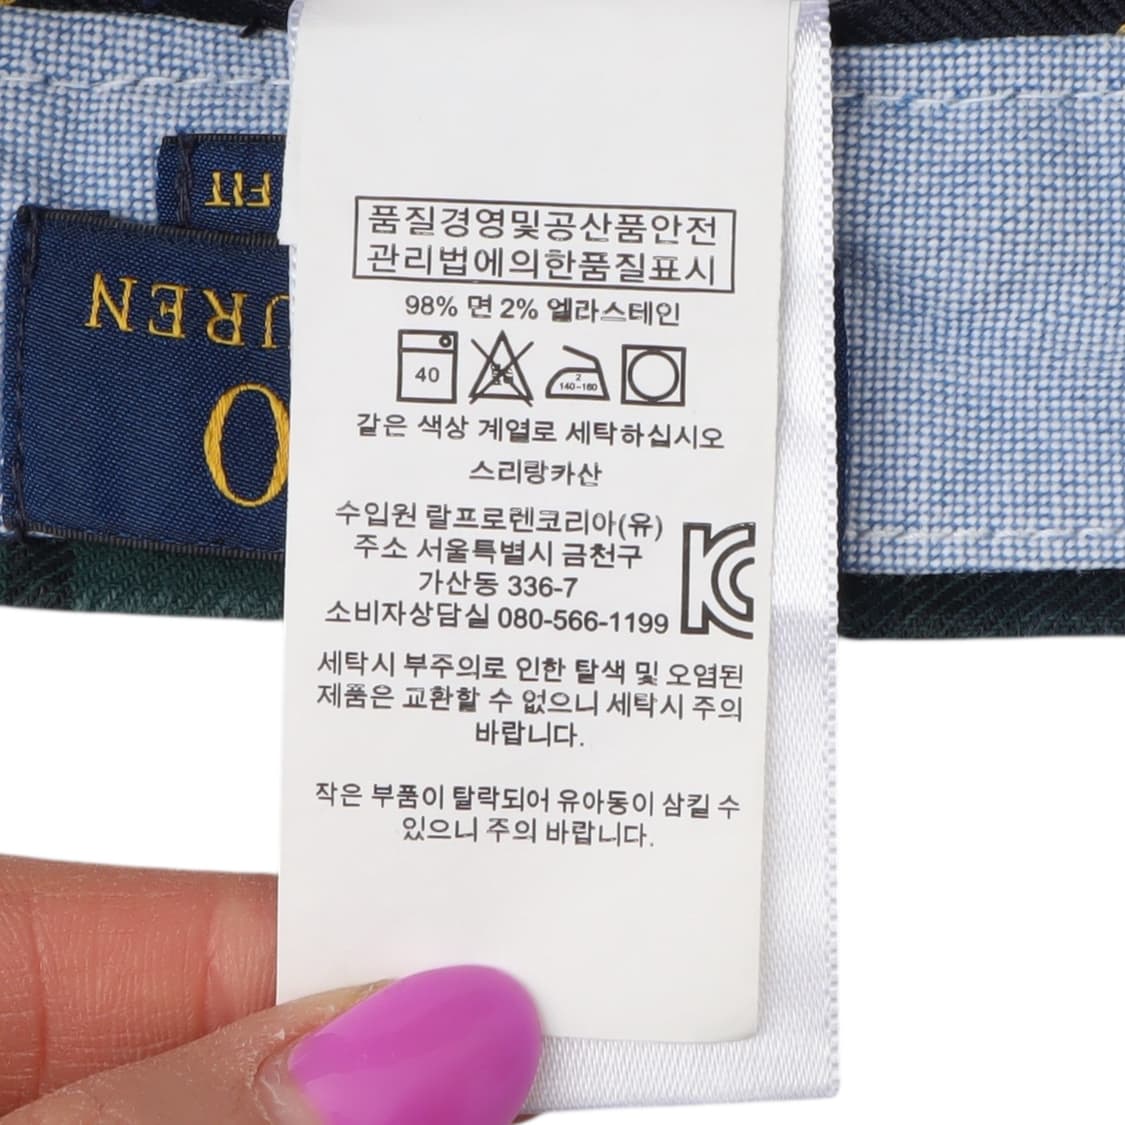 품질경영및공산품안전
관리법에의한품질표시
98% 면 2% 엘라스테인
40
2
140~160
같은 색상 계열로 세탁하십시오
스리랑카산
수입원 랄프로렌코리아(유)
주소 서울특별시 금천구
가산동 336-7
소비자상담실 080-566-1199
세탁시 부주의로 인한 탈색 및 오염된
제품은 교환할 수 없으니 세탁시 주의
바랍니다.
작은 부품이 탈락되어 유아동이 삼킬 수
있으니 주의 바랍니다.
FIT
UREN
O